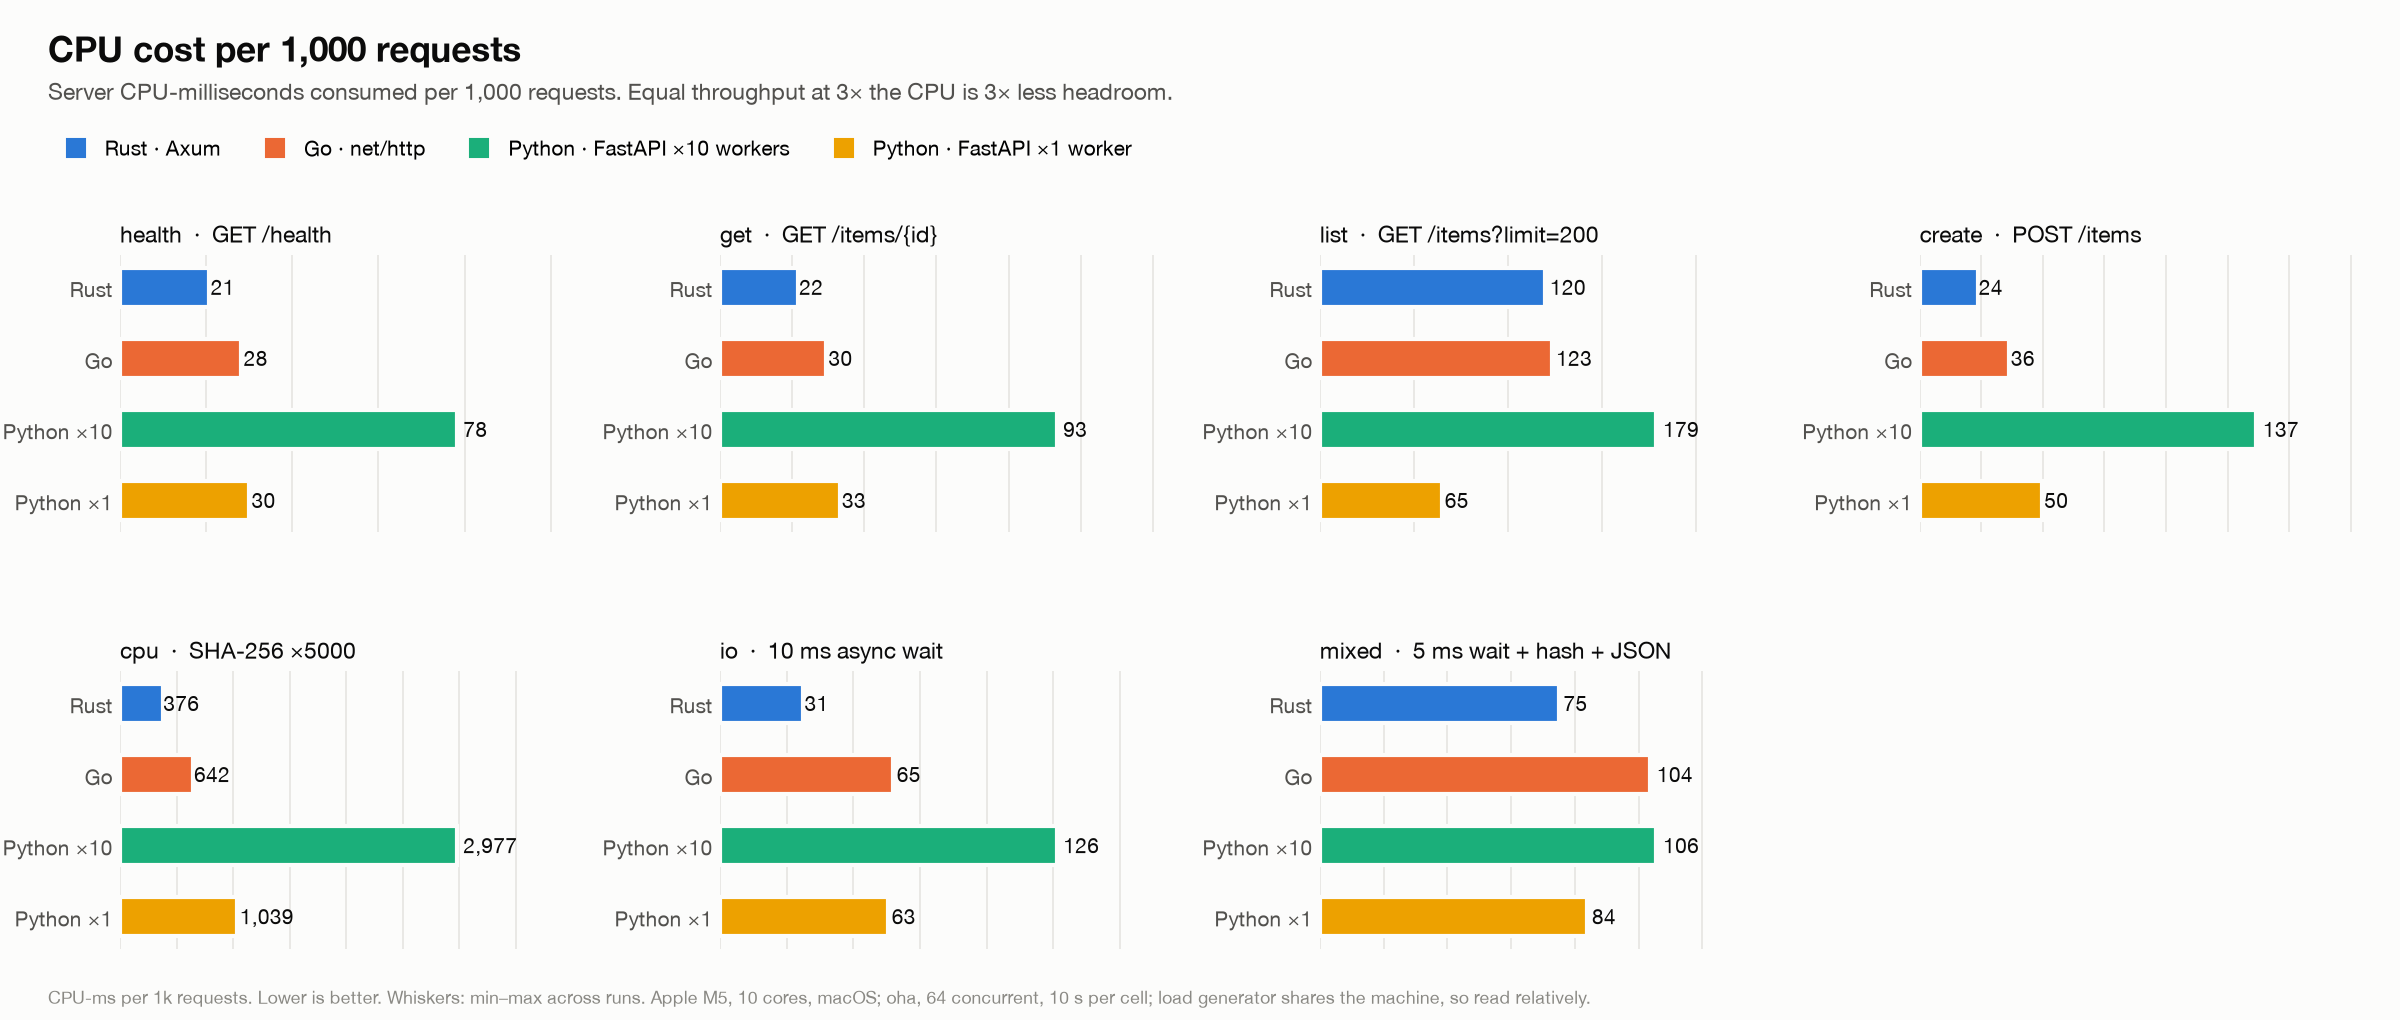 CPU cost per 1,000 requests
Server CPU-milliseconds consumed per 1,000 requests. Equal throughput at 3× the CPU is 3× less headroom.
Rust · Axum
Go · net/http
Python · FastAPI ×10 workers
Python · FastAPI ×1 worker
health · GET /health
Rust 21
Go 28
Python ×10 78
Python ×1 30
get · GET /items/{id}
Rust 22
Go 30
Python ×10 93
Python ×1 33
list · GET /items?limit=200
Rust 120
Go 123
Python ×10 179
Python ×1 65
create · POST /items
Rust 24
Go 36
Python ×10 137
Python ×1 50
cpu · SHA-256 ×5000
Rust 376
Go 642
Python ×10 2,977
Python ×1 1,039
io · 10 ms async wait
Rust 31
Go 65
Python ×10 126
Python ×1 63
mixed · 5 ms wait + hash + JSON
Rust 75
Go 104
Python ×10 106
Python ×1 84
CPU-ms per 1k requests. Lower is better. Whiskers: min–max across runs. Apple M5, 10 cores, macOS; oha, 64 concurrent, 10 s per cell; load generator shares the machine, so read relatively.